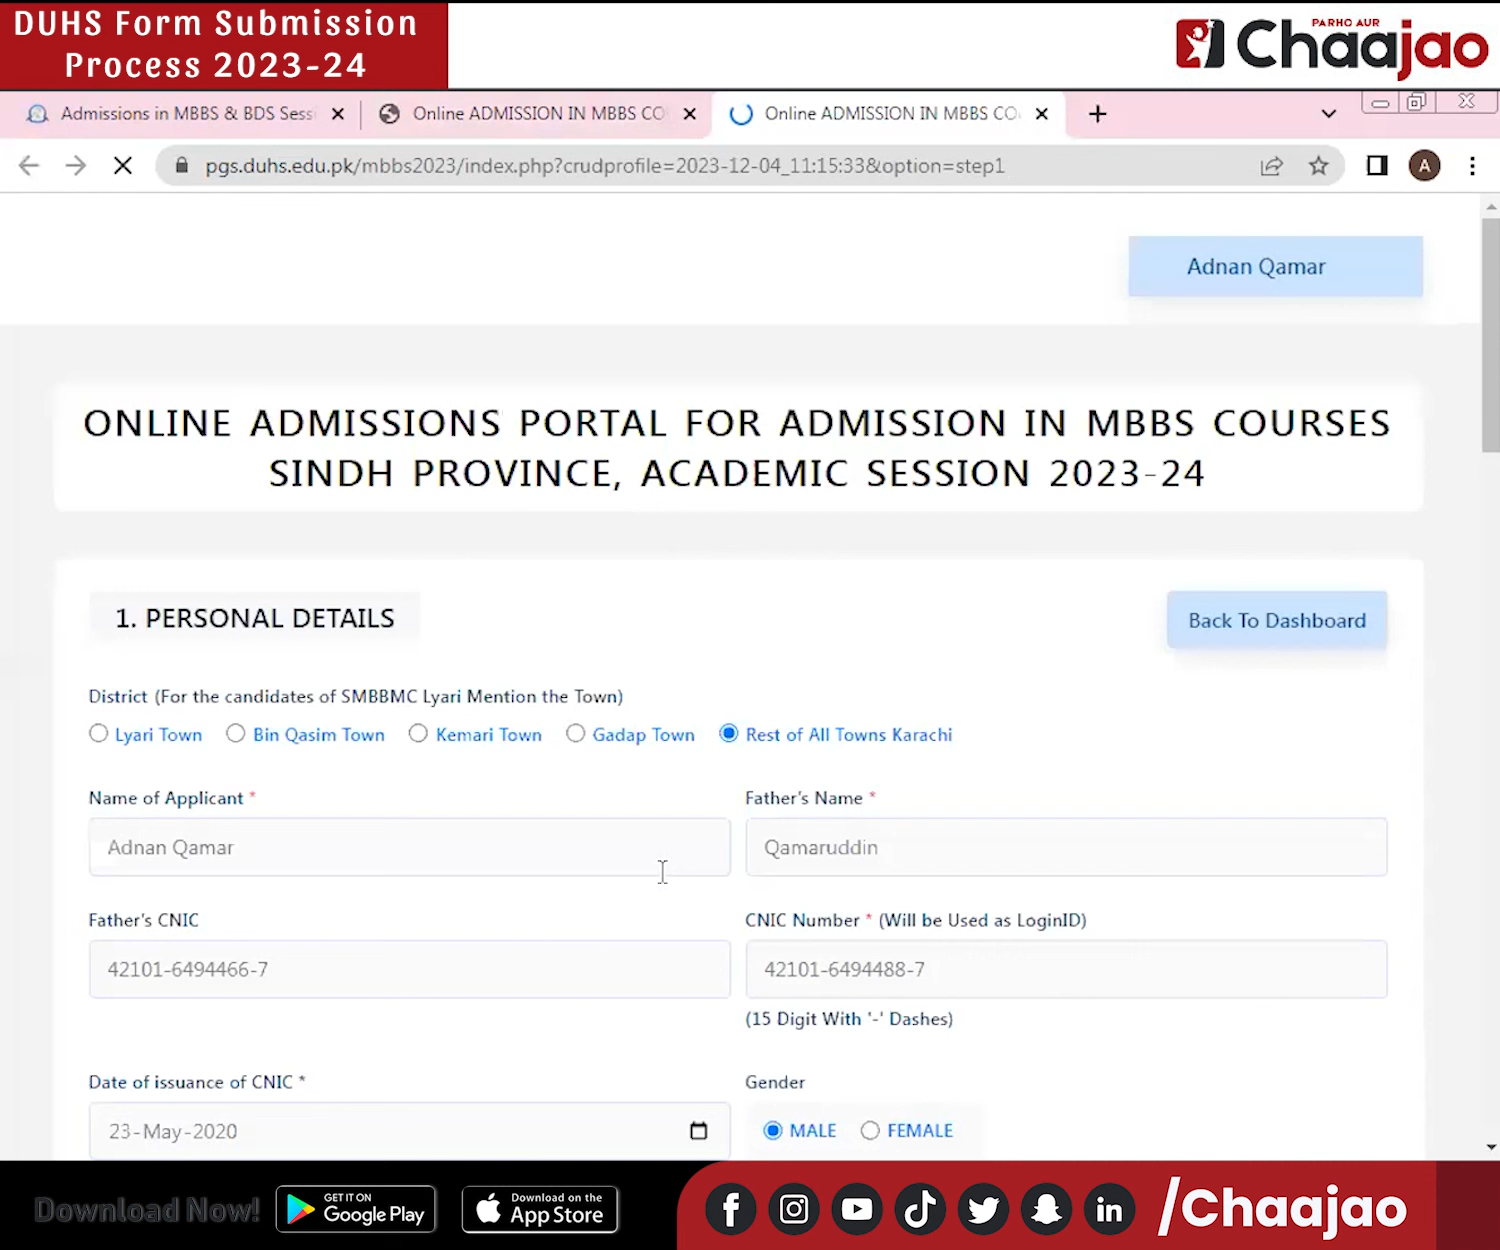 DUHS Form Submission
Process 2023-24
PARHO AUR
Chaajao
Admissions in MBBS & BDS Sess
Online ADMISSION IN MBBS CO
Online ADMISSION IN MBBS CO
pgs.duhs.edu.pk/mbbs2023/index.php?crudprofile=2023-12-04_11:15:33&option=step1
A
Adnan Qamar
ONLINE ADMISSIONS PORTAL FOR ADMISSION IN MBBS COURSES
SINDH PROVINCE, ACADEMIC SESSION 2023-24
1. PERSONAL DETAILS
Back To Dashboard
District (For the candidates of SMBBMC Lyari Mention the Town)
Lyari Town Bin Qasim Town Kemari Town Gadap Town Rest of All Towns Karachi
Name of Applicant * Father's Name *
Adnan Qamar Qamaruddin
Father's CNIC CNIC Number * (Will be Used as LoginID)
42101-6494466-7 42101-6494488-7
(15 Digit With '-' Dashes)
Date of issuance of CNIC * Gender
23-May-2020 MALE FEMALE
Download Now!
GET IT ON
Google Play
Download on the
App Store
/Chaajao